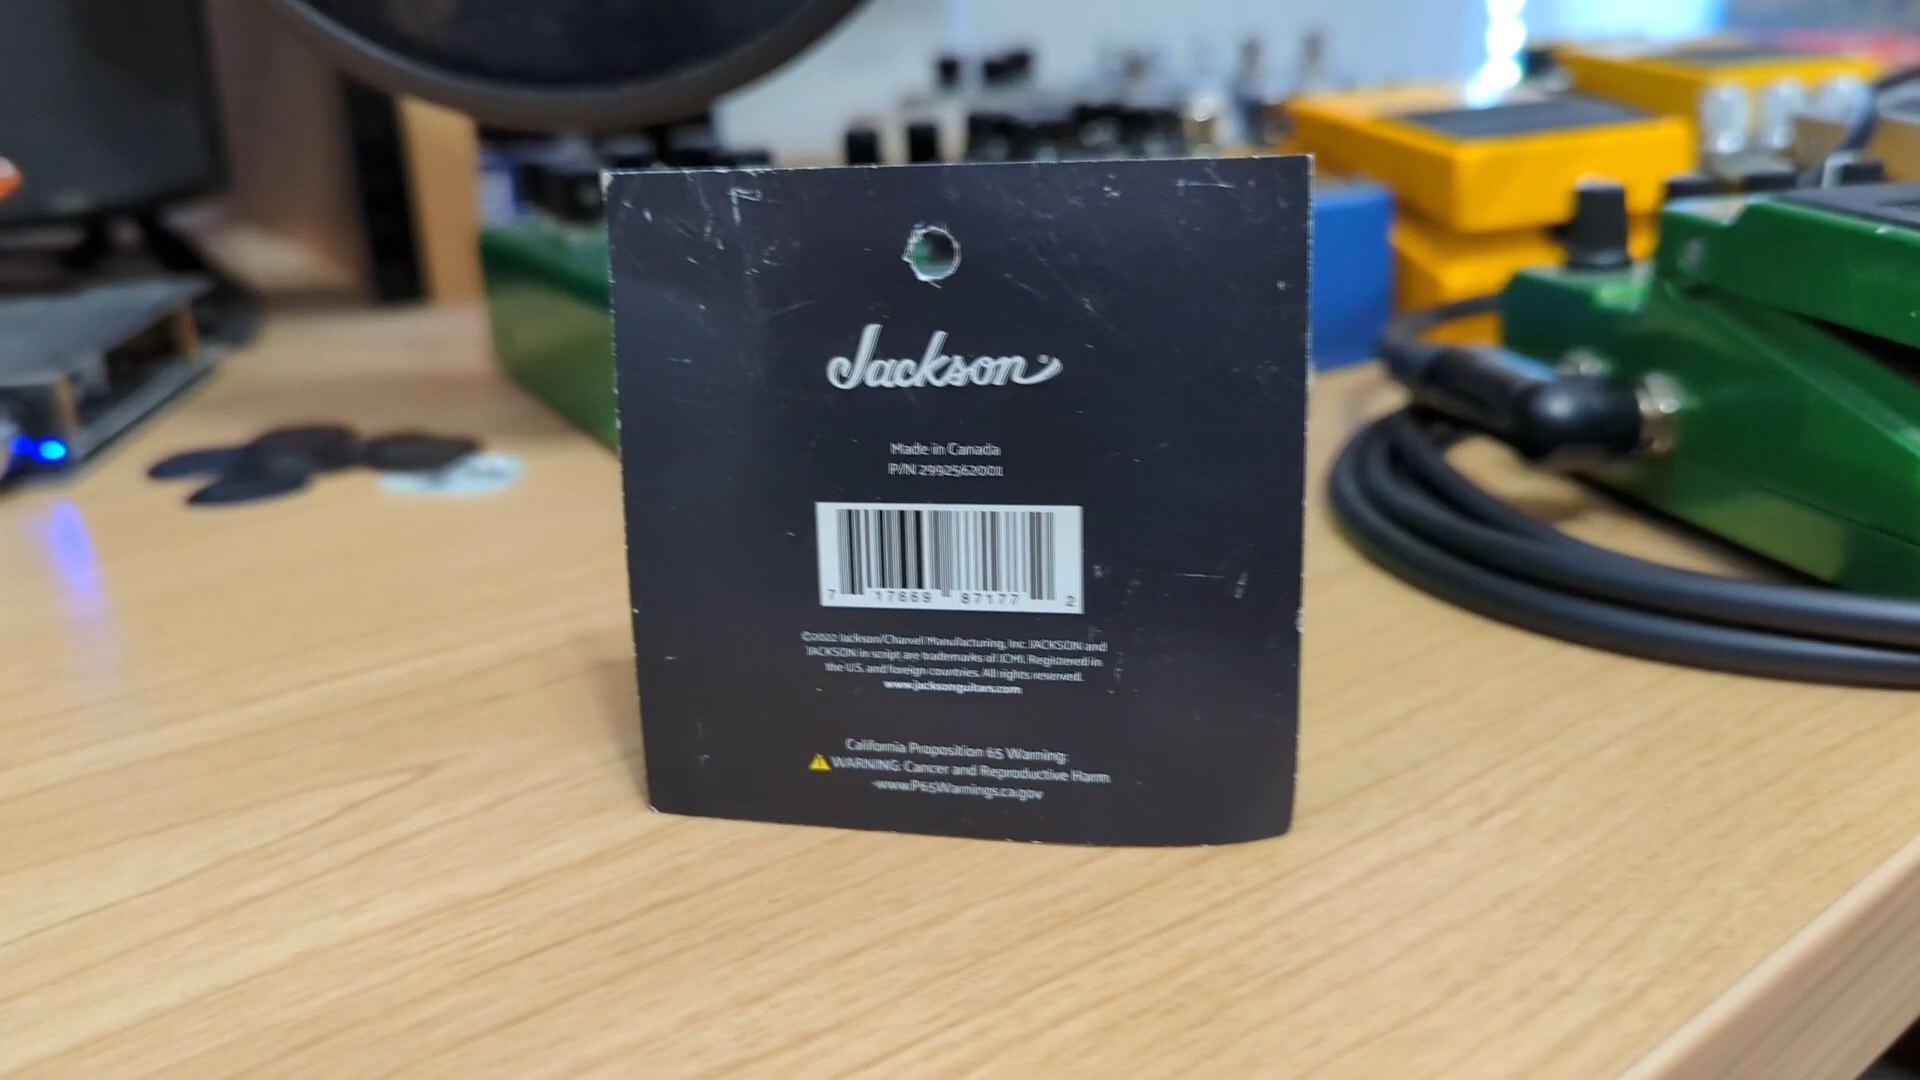 Jackson
Made in Canada
P/N 2992562001
7 17669 87177 2
©2022 Jackson/Charvel Manufacturing, Inc. JACKSON and
JACKSON in script are trademarks of JCMI. Registered in
the U.S. and foreign countries. All rights reserved.
www.jacksonguitars.com
California Proposition 65 Warning:
WARNING: Cancer and Reproductive Harm
-www.P65Warnings.ca.gov